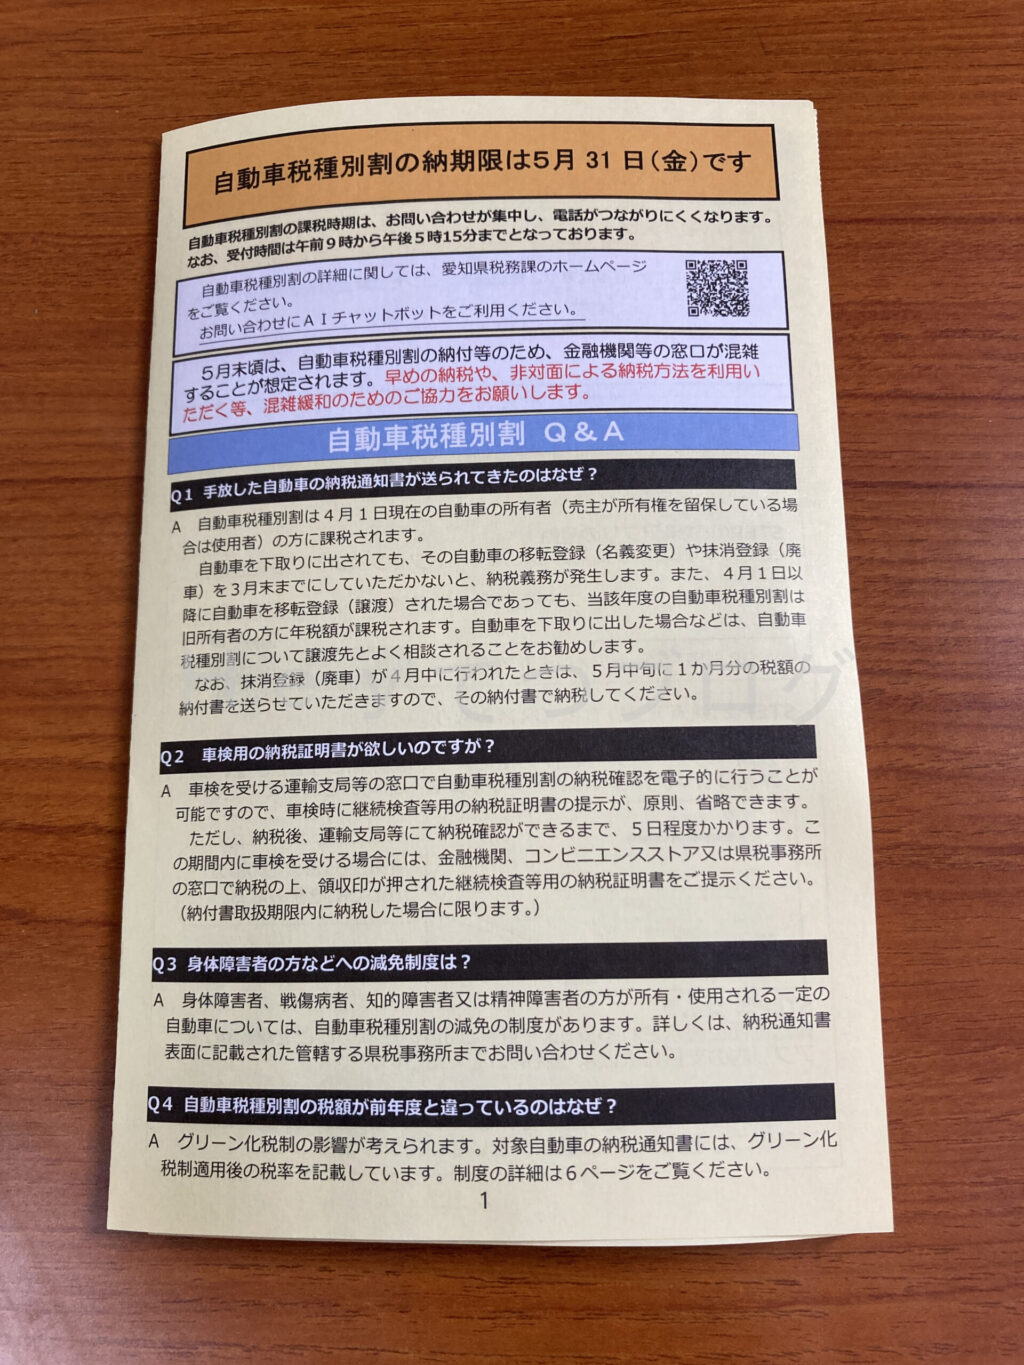 自動車税種別割の納期限は５月 31 日（金）です
自動車税種別割の課税時期は、お問い合わせが集中し、電話がつながりにくくなります。
なお、受付時間は午前９時から午後５時15分までとなっております。
自動車税種別割の詳細に関しては、愛知県税務課のホームページ
をご覧ください。
お問い合わせにＡＩチャットボットをご利用ください。
５月末頃は、自動車税種別割の納付等のため、金融機関等の窓口が混雑
することが想定されます。早めの納税や、非対面による納税方法を利用い
ただく等、混雑緩和のためのご協力をお願いします。
自動車税種別割 Ｑ＆Ａ
Q1 手放した自動車の納税通知書が送られてきたのはなぜ？
A 自動車税種別割は４月１日現在の自動車の所有者（売主が所有権を留保している場
合は使用者）の方に課税されます。
自動車を下取りに出されても、その自動車の移転登録（名義変更）や抹消登録（廃
車）を３月末までにしていただかないと、納税義務が発生します。また、４月１日以
降に自動車を移転登録（譲渡）された場合であっても、当該年度の自動車税種別割は
旧所有者の方に年税額が課税されます。自動車を下取りに出した場合などは、自動車
税種別割について譲渡先とよく相談されることをお勧めします。
なお、抹消登録（廃車）が４月中に行われたときは、５月中旬に１か月分の税額の
納付書を送らせていただきますので、その納付書で納税してください。
Q2 車検用の納税証明書が欲しいのですが？
A 車検を受ける運輸支局等の窓口で自動車税種別割の納税確認を電子的に行うことが
可能ですので、車検時に継続検査等用の納税証明書の提示が、原則、省略できます。
ただし、納税後、運輸支局等にて納税確認ができるまで、５日程度かかります。こ
の期間内に車検を受ける場合には、金融機関、コンビニエンスストア又は県税事務所
の窓口で納税の上、領収印が押された継続検査等用の納税証明書をご提示ください。
（納付書取扱期限内に納税した場合に限ります。）
Q3 身体障害者の方などへの減免制度は？
A 身体障害者、戦傷病者、知的障害者又は精神障害者の方が所有・使用される一定の
自動車については、自動車税種別割の減免の制度があります。詳しくは、納税通知書
表面に記載された管轄する県税事務所までお問い合わせください。
Q4 自動車税種別割の税額が前年度と違っているのはなぜ？
A グリーン化税制の影響が考えられます。対象自動車の納税通知書には、グリーン化
税制適用後の税率を記載しています。制度の詳細は６ページをご覧ください。
1